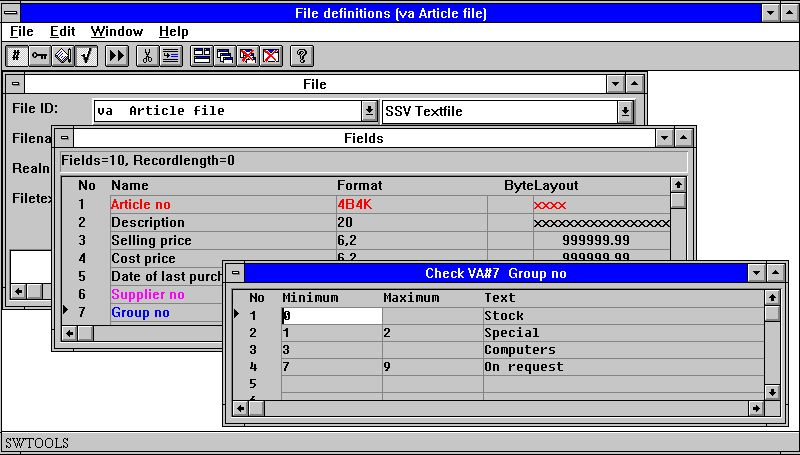 File definitions (va Article file)
File Edit Window Help
File
File ID: va Article file SSV Textfile
Filena
Fields
Realn
Fields=10, Recordlength=0
Filetex
No Name Format Byte Layout
1 Article no 4B4K xxxx
2 Description 20 xxxxxxxxxxxxxxxxx
3 Selling price 6,2 999999.99
4 Cost price 6,2 999999.99
5 Date of last purch
6 Supplier no
7 Group no
Check VA#7 Group no
No Minimum Maximum Text
1 0 Stock
2 1 2 Special
3 3 Computers
4 7 9 On request
5
SWTOOLS